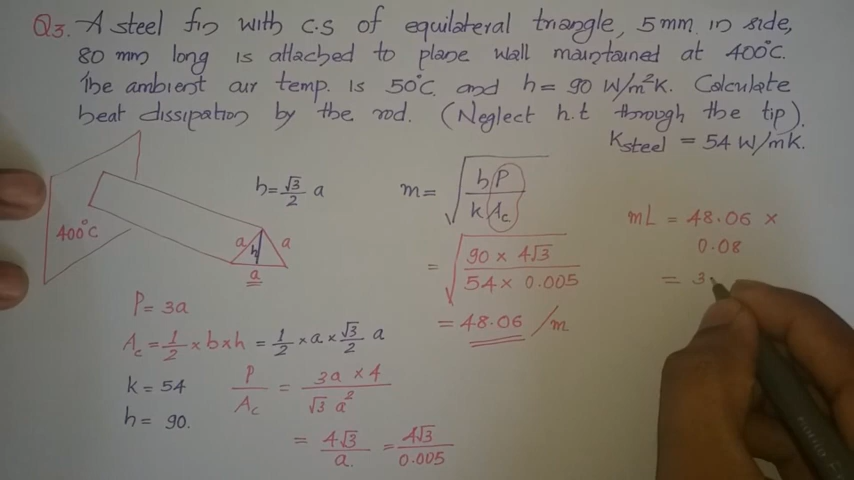 Q3. A steel fin with c.s of equilateral triangle, 5mm in side,
80 mm long is attached to plane wall maintained at 400°C.
The ambient air temp. is 50°C and h = 90 W/m²K. Calculate
heat dissipation by the rod. (Neglect h.t through the tip).
Ksteel = 54 W/mk.
400°C
a h a
a
h = √3/2 a
P = 3a
Ac = 1/2 × b × h = 1/2 × a × √3/2 a
k = 54
h = 90.
P/Ac = 3a × 4 / √3 a²
= 4√3/a. = 4√3/0.005
m = √(hP/kAc)
= √(90 × 4√3 / 54 × 0.005)
= 48.06 /m
mL = 48.06 ×
0.08
= 3